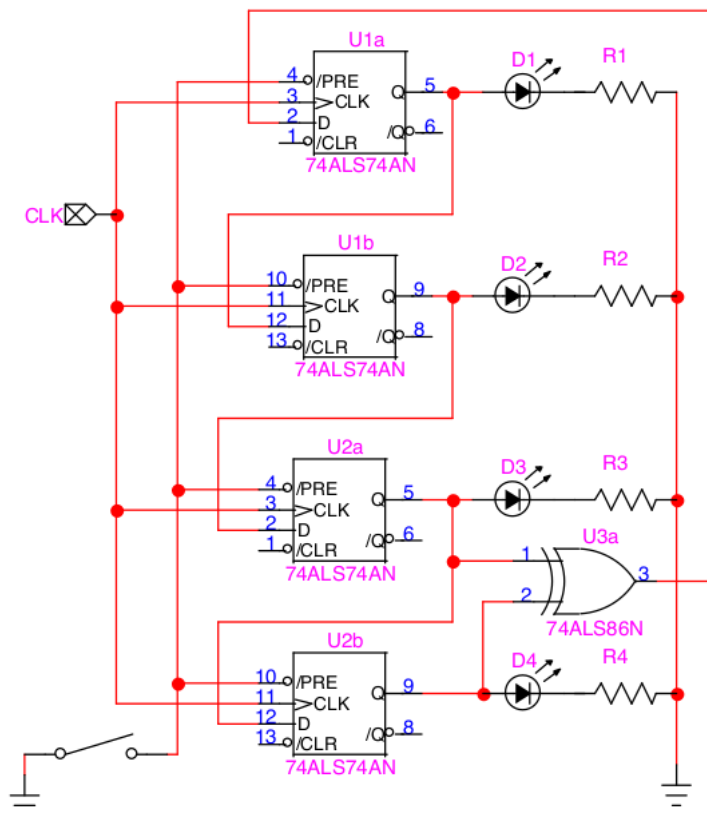 U1a
D1
R1
4 /PRE
3 CLK
2 D
1 /CLR
Q 5
/Q 6
74ALS74AN
CLK
U1b
D2
R2
10 /PRE
11 CLK
12 D
13 /CLR
Q 9
/Q 8
74ALS74AN
U2a
D3
R3
4 /PRE
3 CLK
2 D
1 /CLR
Q 5
/Q 6
74ALS74AN
U3a
1
2
3
74ALS86N
U2b
D4
R4
10 /PRE
11 CLK
12 D
13 /CLR
Q 9
/Q 8
74ALS74AN